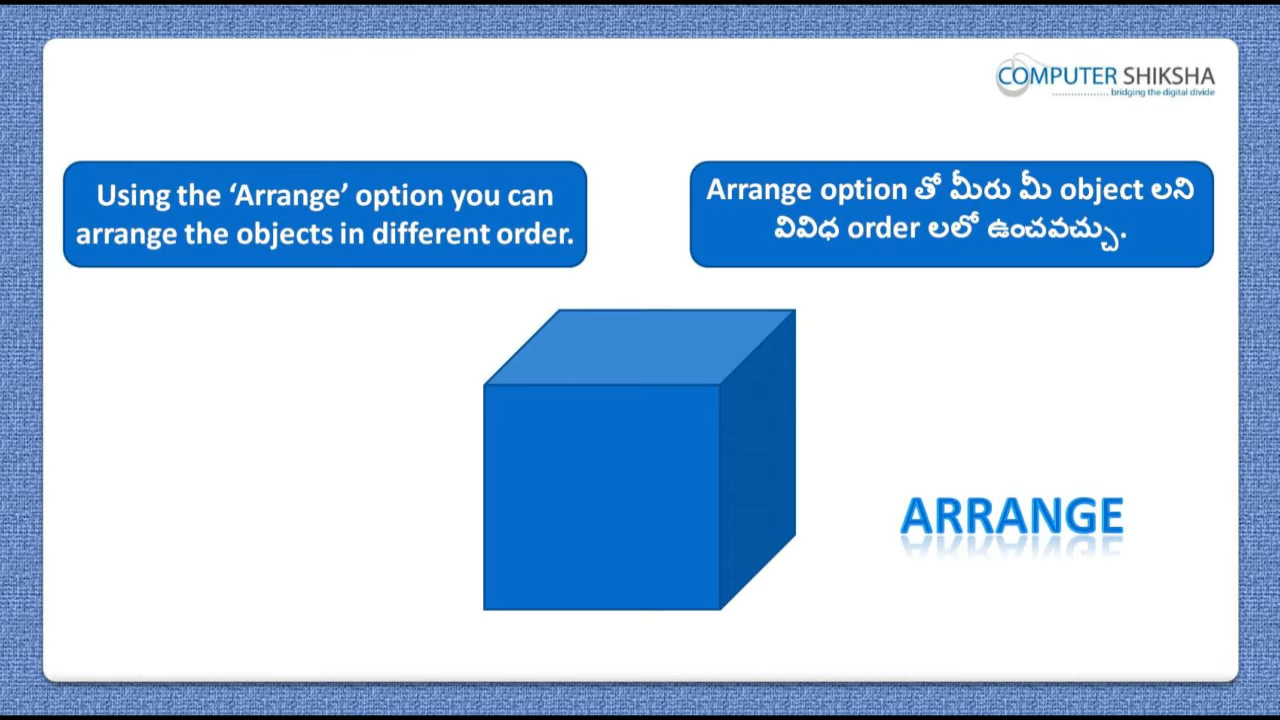 COMPUTER SHIKSHA
.................. bridging the digital divide
Using the ‘Arrange’ option you can
arrange the objects in different order.
Arrange option తో మీరు మీ object లని
వివిధ order లలో ఉంచవచ్చు.
ARRANGE